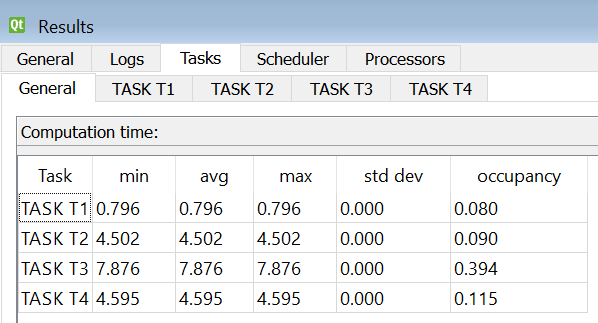 Qt Results
General Logs Tasks Scheduler Processors
General TASK T1 TASK T2 TASK T3 TASK T4
Computation time:
Task min avg max std dev occupancy
TASK T1 0.796 0.796 0.796 0.000 0.080
TASK T2 4.502 4.502 4.502 0.000 0.090
TASK T3 7.876 7.876 7.876 0.000 0.394
TASK T4 4.595 4.595 4.595 0.000 0.115